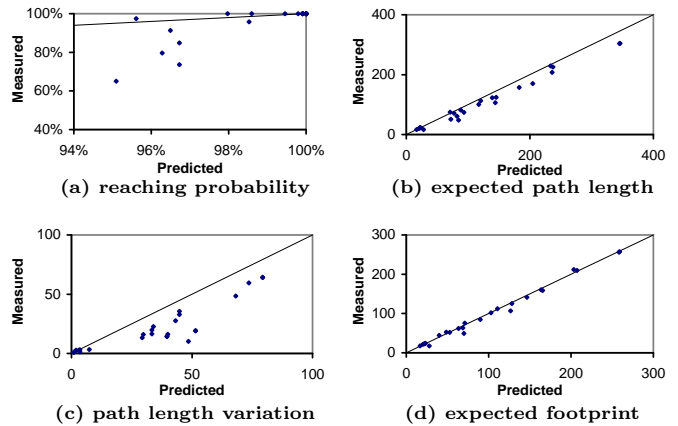 100%
80%
60%
40%
94% 96% 98% 100%
Measured
Predicted
(a) reaching probability
400
200
0
0 200 400
Measured
Predicted
(b) expected path length
100
50
0
0 50 100
Measured
Predicted
(c) path length variation
300
200
100
0
0 100 200 300
Measured
Predicted
(d) expected footprint